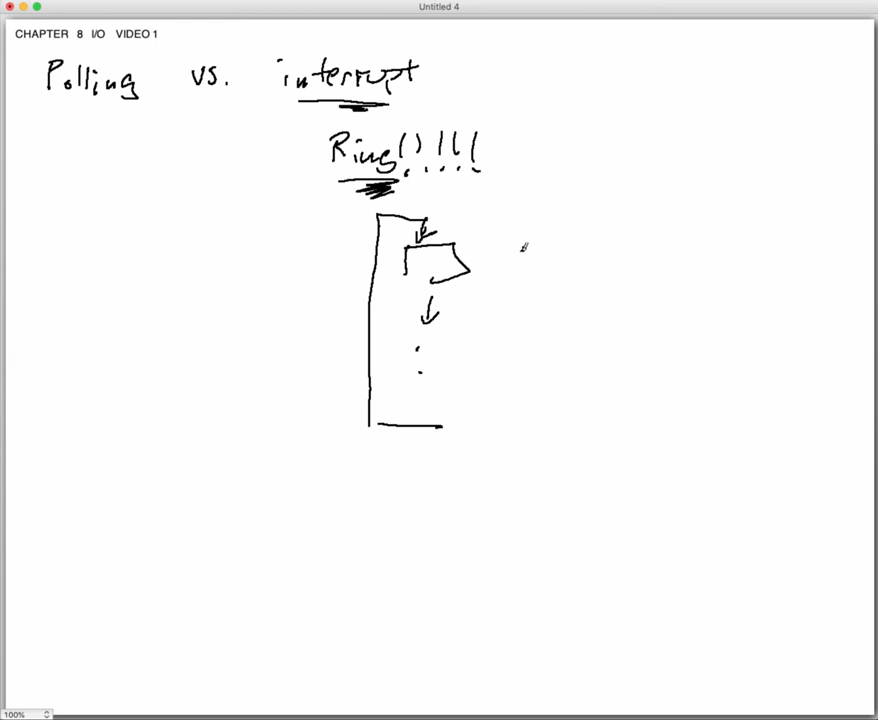 Untitled 4
CHAPTER 8 I/O VIDEO 1
Polling vs. interrupt
Ring()!!!
100%